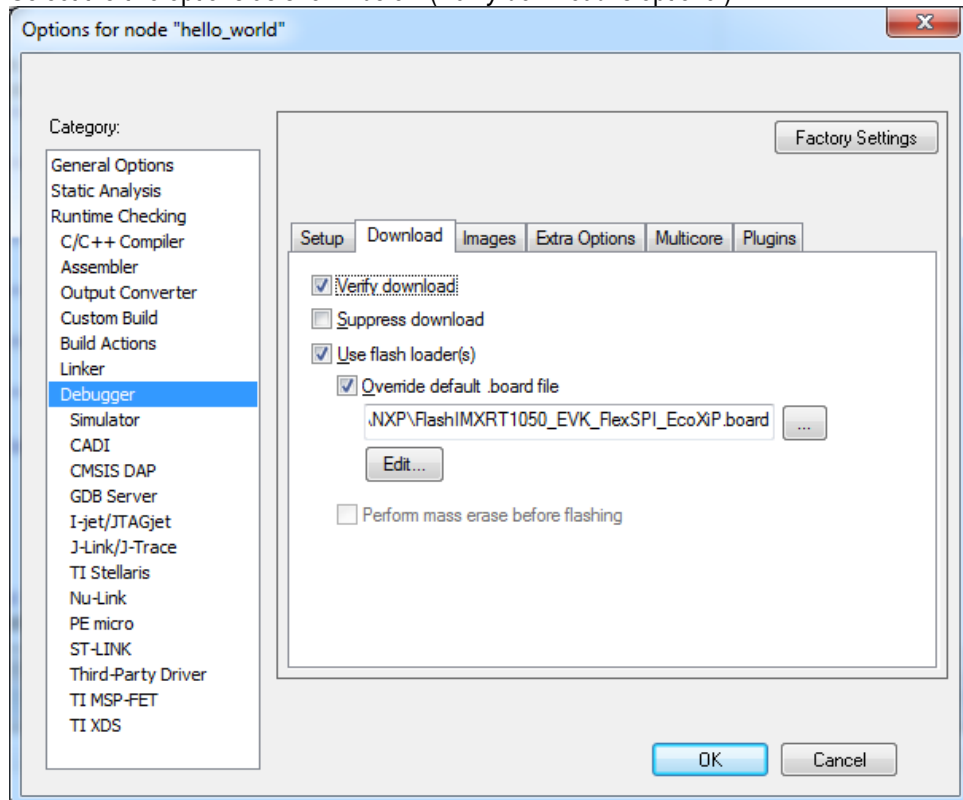 Options for node "hello_world"
Category:
Factory Settings
General Options
Static Analysis
Runtime Checking
C/C++ Compiler
Assembler
Output Converter
Custom Build
Build Actions
Linker
Debugger
Simulator
CADI
CMSIS DAP
GDB Server
I-jet/JTAGjet
J-Link/J-Trace
TI Stellaris
Nu-Link
PE micro
ST-LINK
Third-Party Driver
TI MSP-FET
TI XDS
Setup Download Images Extra Options Multicore Plugins
Verify download
Suppress download
Use flash loader(s)
Override default .board file
\NXP\FlashIMXRT1050_EVK_FlexSPI_EcoXiP.board ...
Edit...
Perform mass erase before flashing
OK Cancel